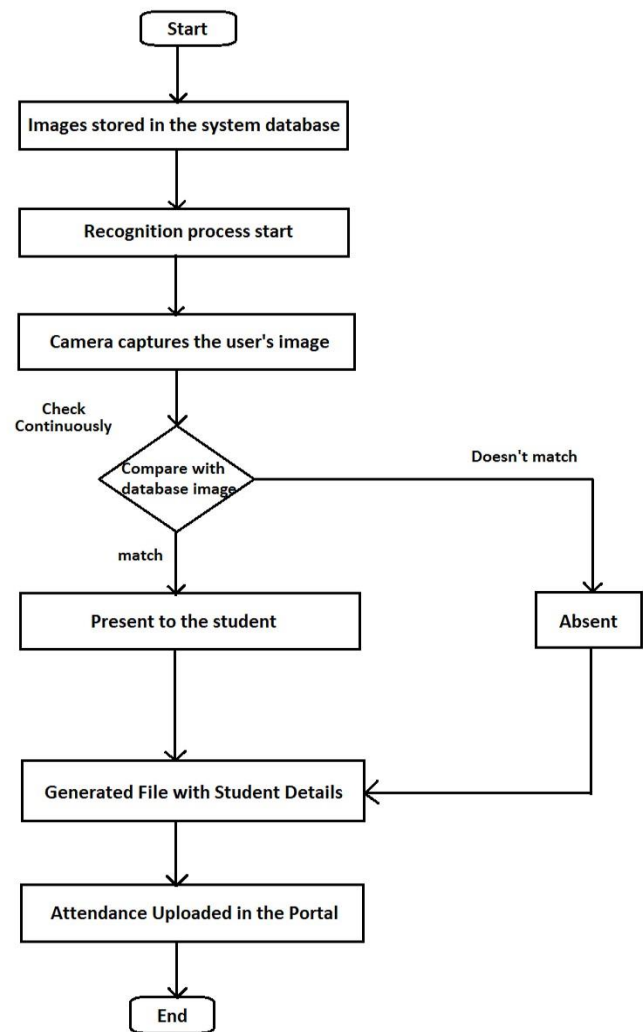 Start
Images stored in the system database
Recognition process start
Camera captures the user's image
Check
Continuously
Compare with
database image
Doesn't match
match
Present to the student
Absent
Generated File with Student Details
Attendance Uploaded in the Portal
End